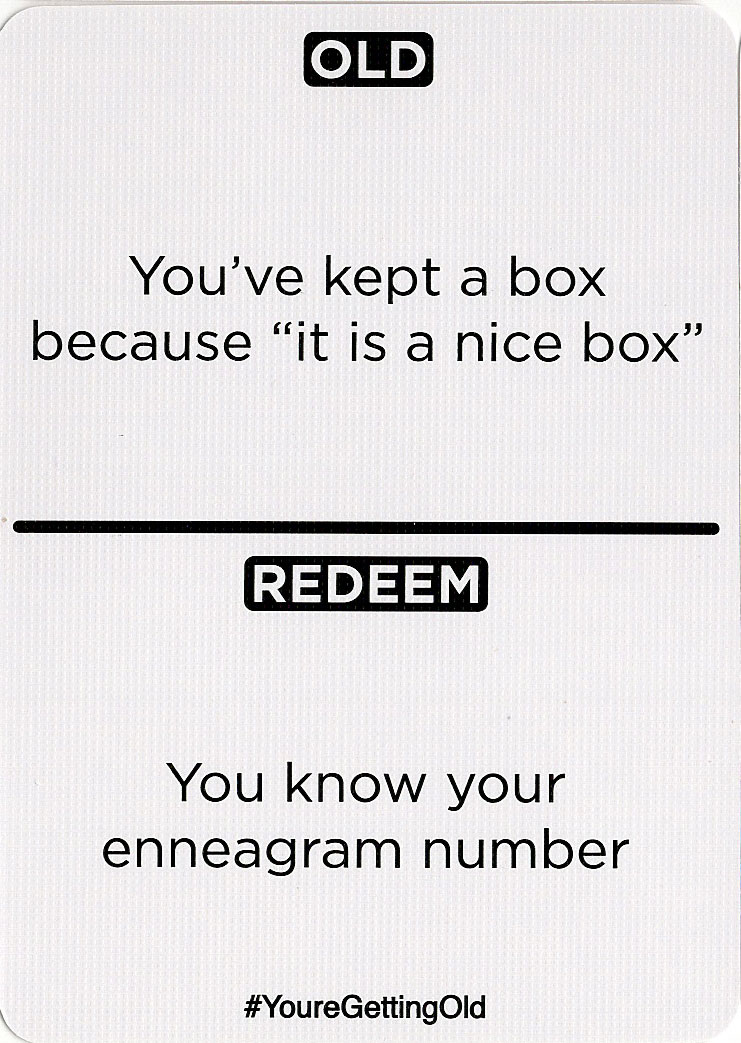 OLD
You’ve kept a box
because “it is a nice box”
REDEEM
You know your
enneagram number
#YoureGettingOld